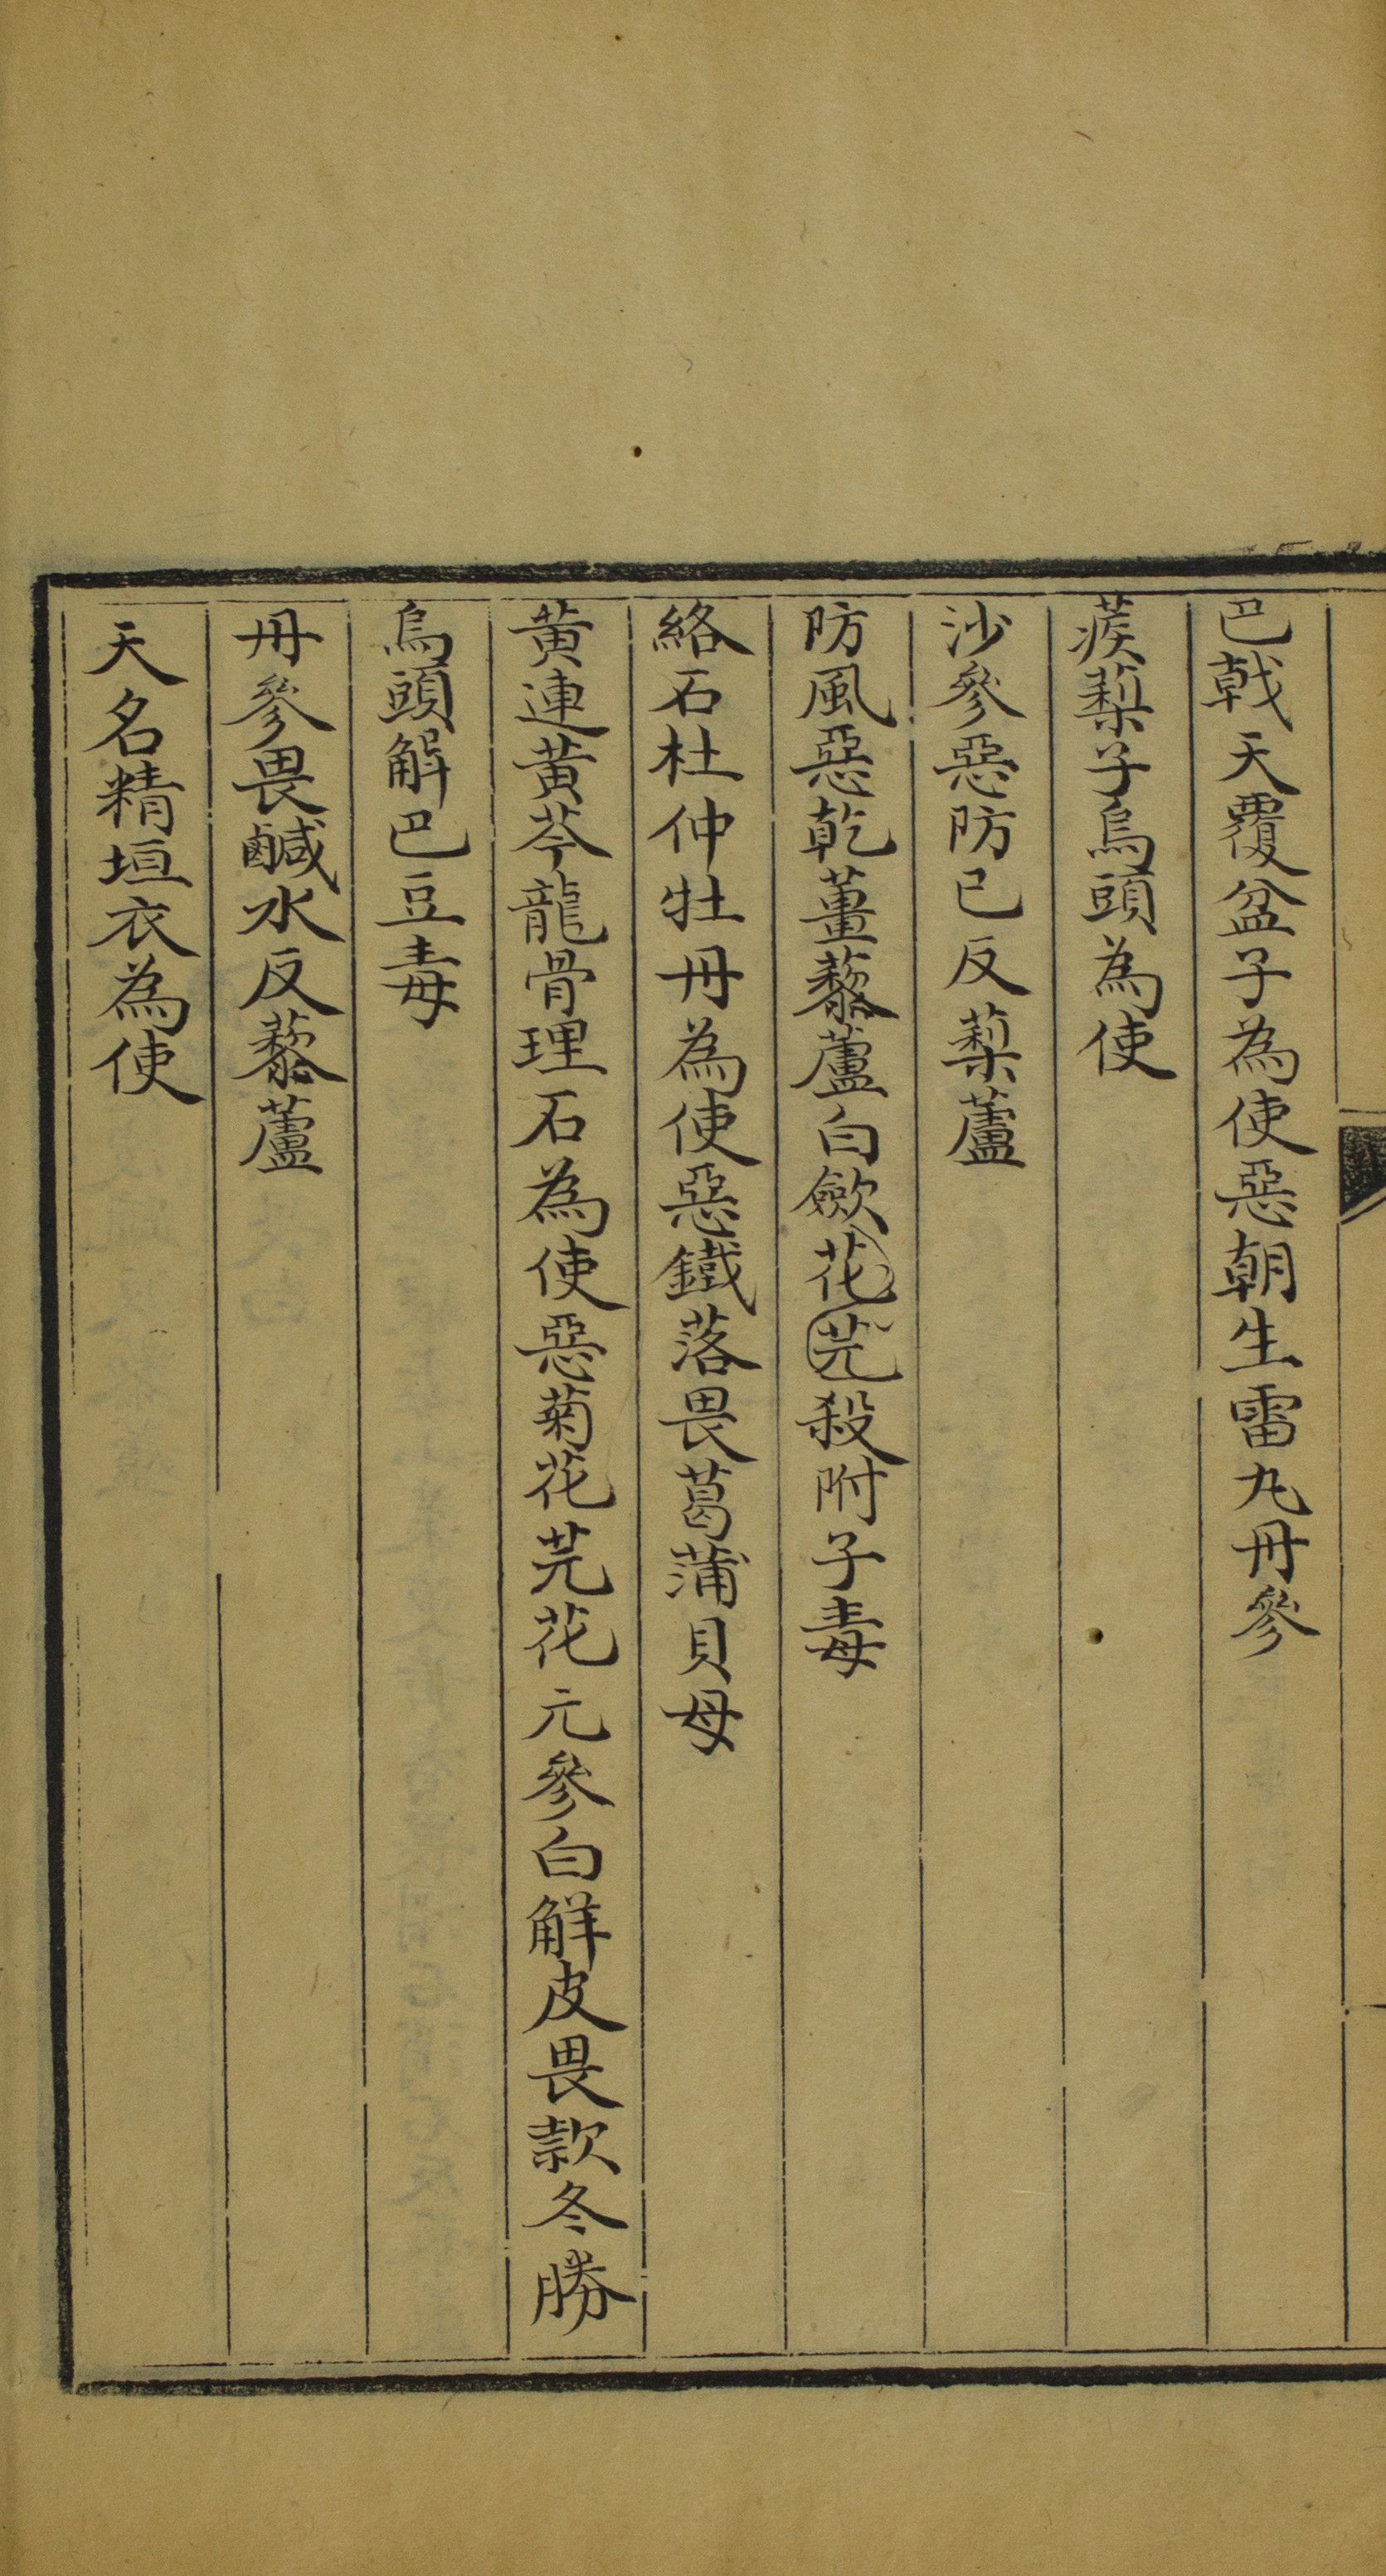 巴戟天覆盆子為使惡朝生雷丸丹參
蒺蔾子烏頭為使
沙參惡防已反蔾蘆
防風惡乾薑藜蘆白歛花芫殺附子毒
絡石杜仲牡丹為使惡鐵落畏菖蒲貝母
黃連黃芩龍骨理石為使惡菊花芫花元參白鮮皮畏款冬勝
烏頭解巴豆毒
丹參畏鹹水反藜蘆
天名精垣衣為使